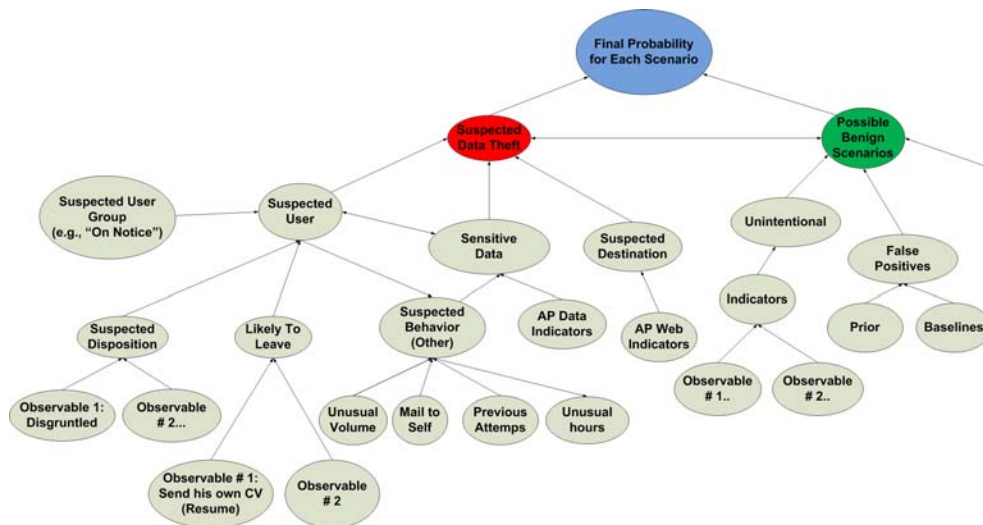 Final Probability
for Each Scenario
Suspected
Data Theft
Possible
Benign
Scenarios
Suspected User
Group
(e.g., “On Notice”)
Suspected
User
Sensitive
Data
Suspected
Destination
Unintentional
False
Positives
Suspected
Disposition
Likely To
Leave
Suspected
Behavior
(Other)
AP Data
Indicators
AP Web
Indicators
Indicators
Prior
Baselines
Observable 1:
Disgruntled
Observable
# 2...
Unusual
Volume
Mail to
Self
Previous
Attemps
Unusual
hours
Observable
# 1..
Observable
# 2..
Observable # 1:
Send his own CV
(Resume)
Observable
# 2